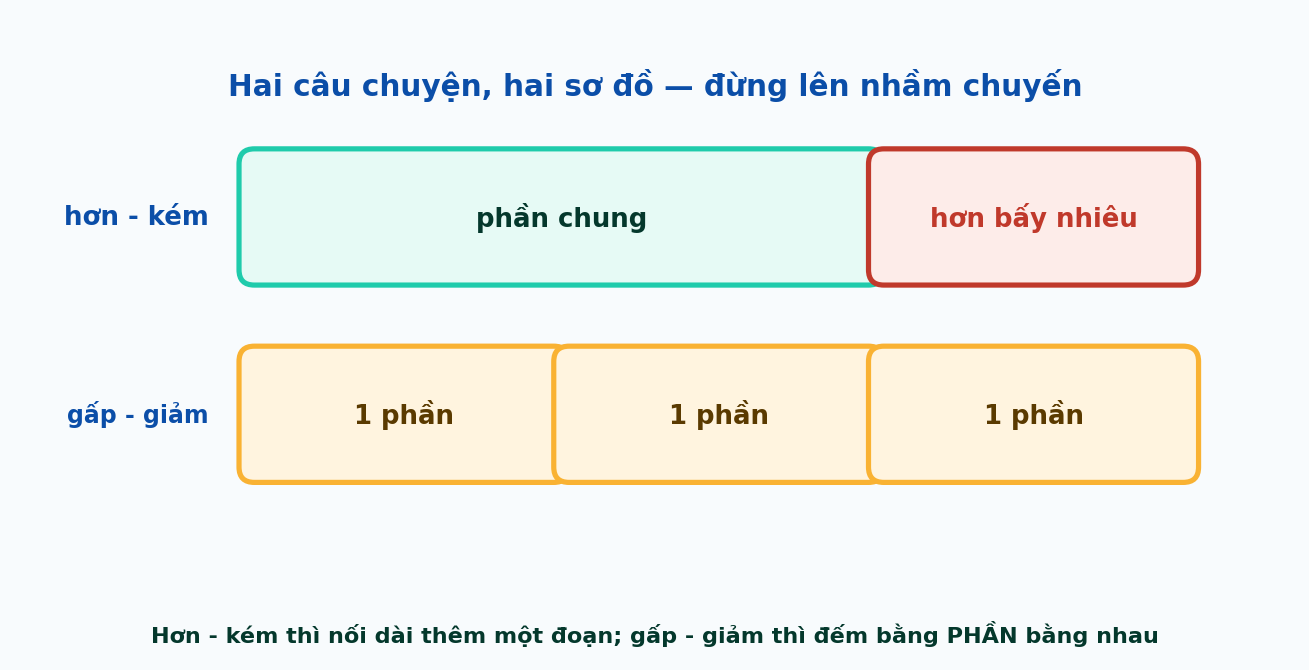 Hai câu chuyện, hai sơ đồ — đừng lên nhầm chuyến
hơn - kém
phần chung
hơn bấy nhiêu
gấp - giảm
1 phần
1 phần
1 phần
Hơn - kém thì nối dài thêm một đoạn; gấp - giảm thì đếm bằng PHẦN bằng nhau